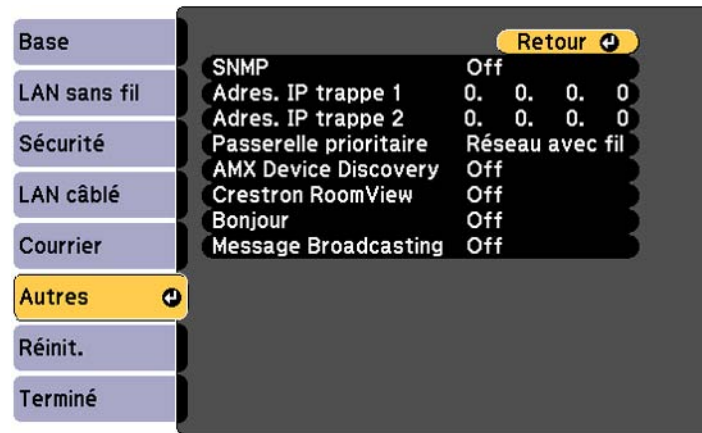 Base
LAN sans fil
Sécurité
LAN câblé
Courrier
Autres
Réinit.
Terminé
Retour
SNMP Off
Adres. IP trappe 1 0. 0. 0. 0
Adres. IP trappe 2 0. 0. 0. 0
Passerelle prioritaire Réseau avec fil
AMX Device Discovery Off
Crestron RoomView Off
Bonjour Off
Message Broadcasting Off